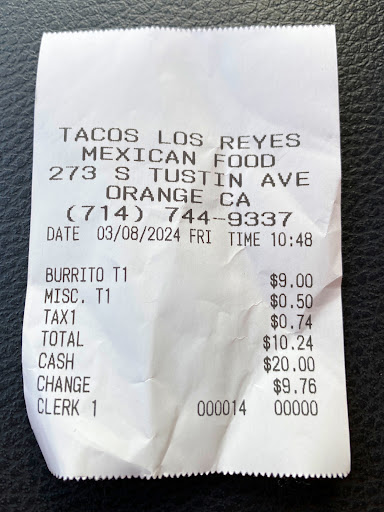 TACOS LOS REYES
MEXICAN FOOD
273 S TUSTIN AVE
ORANGE CA
(714) 744-9337
DATE 03/08/2024 FRI TIME 10:48
BURRITO T1 $9.00
MISC. T1 $0.50
TAX1 $0.74
TOTAL $10.24
CASH $20.00
CHANGE $9.76
CLERK 1 000014 00000